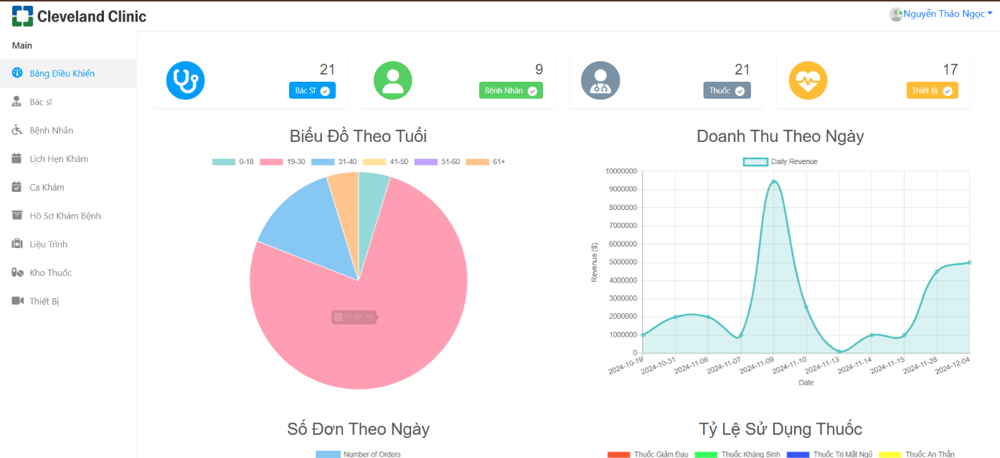 Cleveland Clinic
Nguyễn Thảo Ngọc
Main
Bảng Điều Khiển
Bác sĩ
Bệnh Nhân
Lịch Hẹn Khám
Ca Khám
Hồ Sơ Khám Bệnh
Liệu Trình
Kho Thuốc
Thiết Bị
21
Bác Sĩ
9
Bệnh Nhân
21
Thuốc
17
Thiết Bị
Biểu Đồ Theo Tuổi
0-18 19-30 31-40 41-50 51-60 61+
19-30: 16
Doanh Thu Theo Ngày
Daily Revenue
Revenue ($)
10000000
9000000
8000000
7000000
6000000
5000000
4000000
3000000
2000000
1000000
0
2024-10-19 2024-10-31 2024-11-06 2024-11-07 2024-11-09 2024-11-10 2024-11-13 2024-11-14 2024-11-15 2024-11-28 2024-12-04
Date
Số Đơn Theo Ngày
Number of Orders
Tỷ Lệ Sử Dụng Thuốc
Thuốc Giảm Đau Thuốc Kháng Sinh Thuốc Trị Mất Ngủ Thuốc An Thần